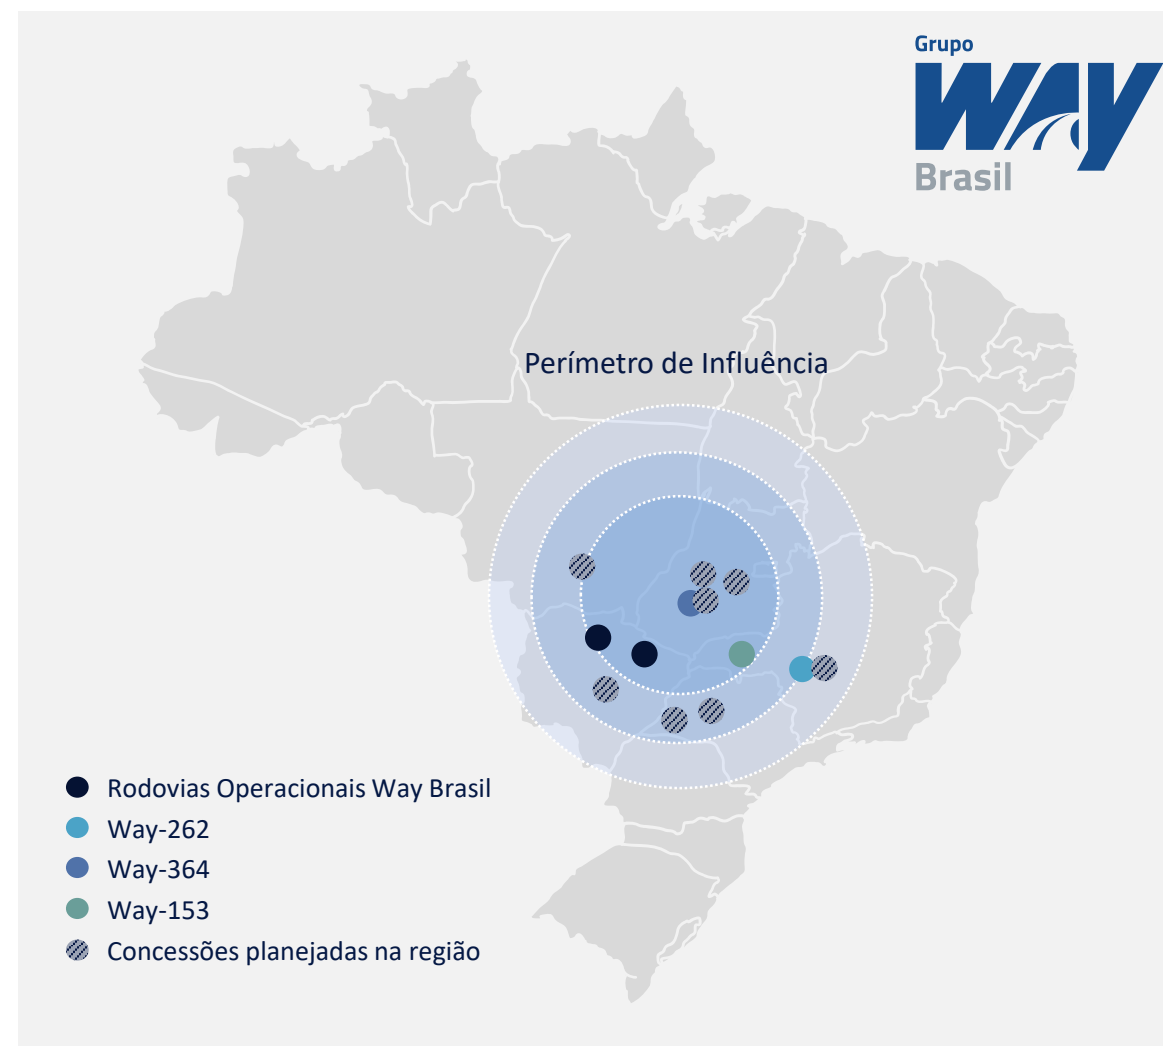 Grupo
Way
Brasil
Perímetro de Influência
Rodovias Operacionais Way Brasil
Way-262
Way-364
Way-153
Concessões planejadas na região